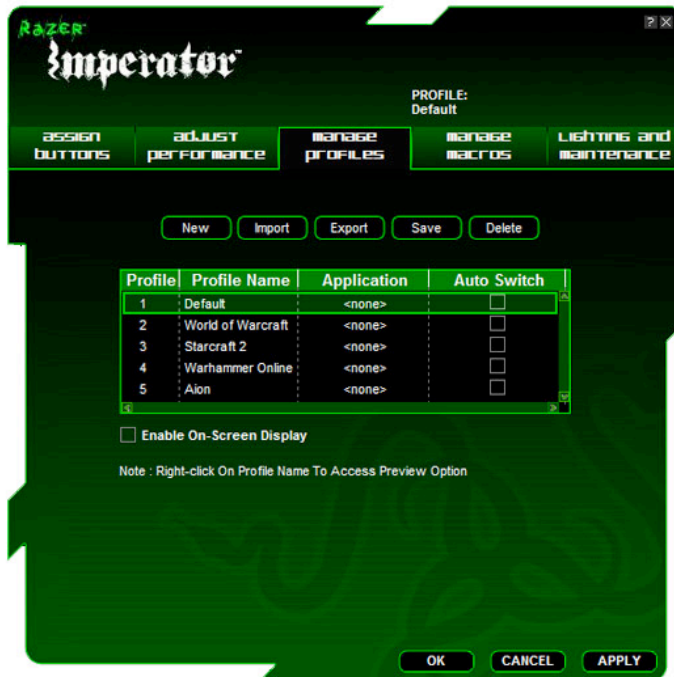 RAZER
Imperator™
? X
PROFILE:
Default
assign buttons
adjust performance
manage profiles
manage macros
Lighting and maintenance
New Import Export Save Delete
Profile Profile Name Application Auto Switch
1 Default <none>
2 World of Warcraft <none>
3 Starcraft 2 <none>
4 Warhammer Online <none>
5 Aion <none>
Enable On-Screen Display
Note : Right-click On Profile Name To Access Preview Option
OK CANCEL APPLY